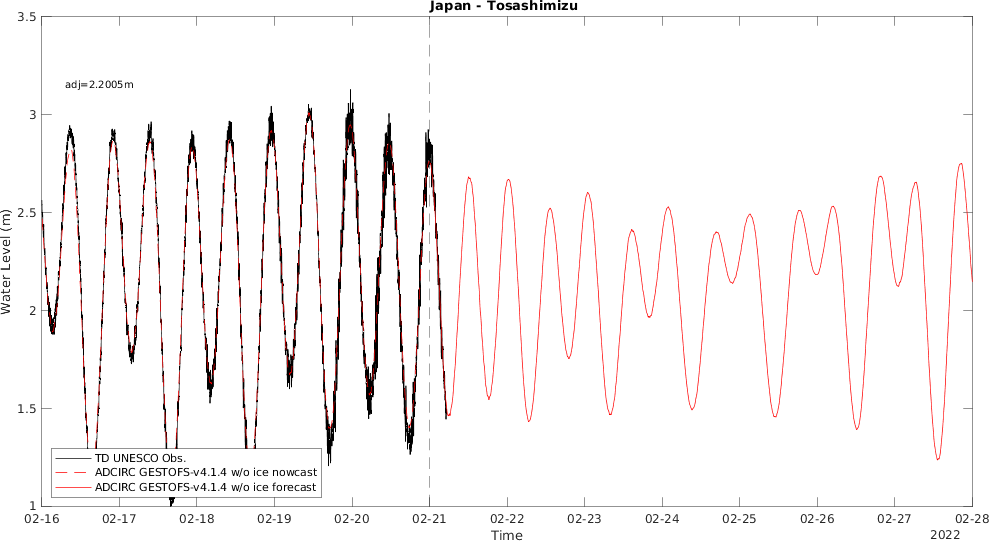 Japan - Tosashimizu
3.5
adj=2.2005m
3
2.5
Water Level (m)
2
1.5
TD UNESCO Obs.
ADCIRC GESTOFS-v4.1.4 w/o ice nowcast
ADCIRC GESTOFS-v4.1.4 w/o ice forecast
1
02-16 02-17 02-18 02-19 02-20 02-21 02-22 02-23 02-24 02-25 02-26 02-27 02-28
Time
2022